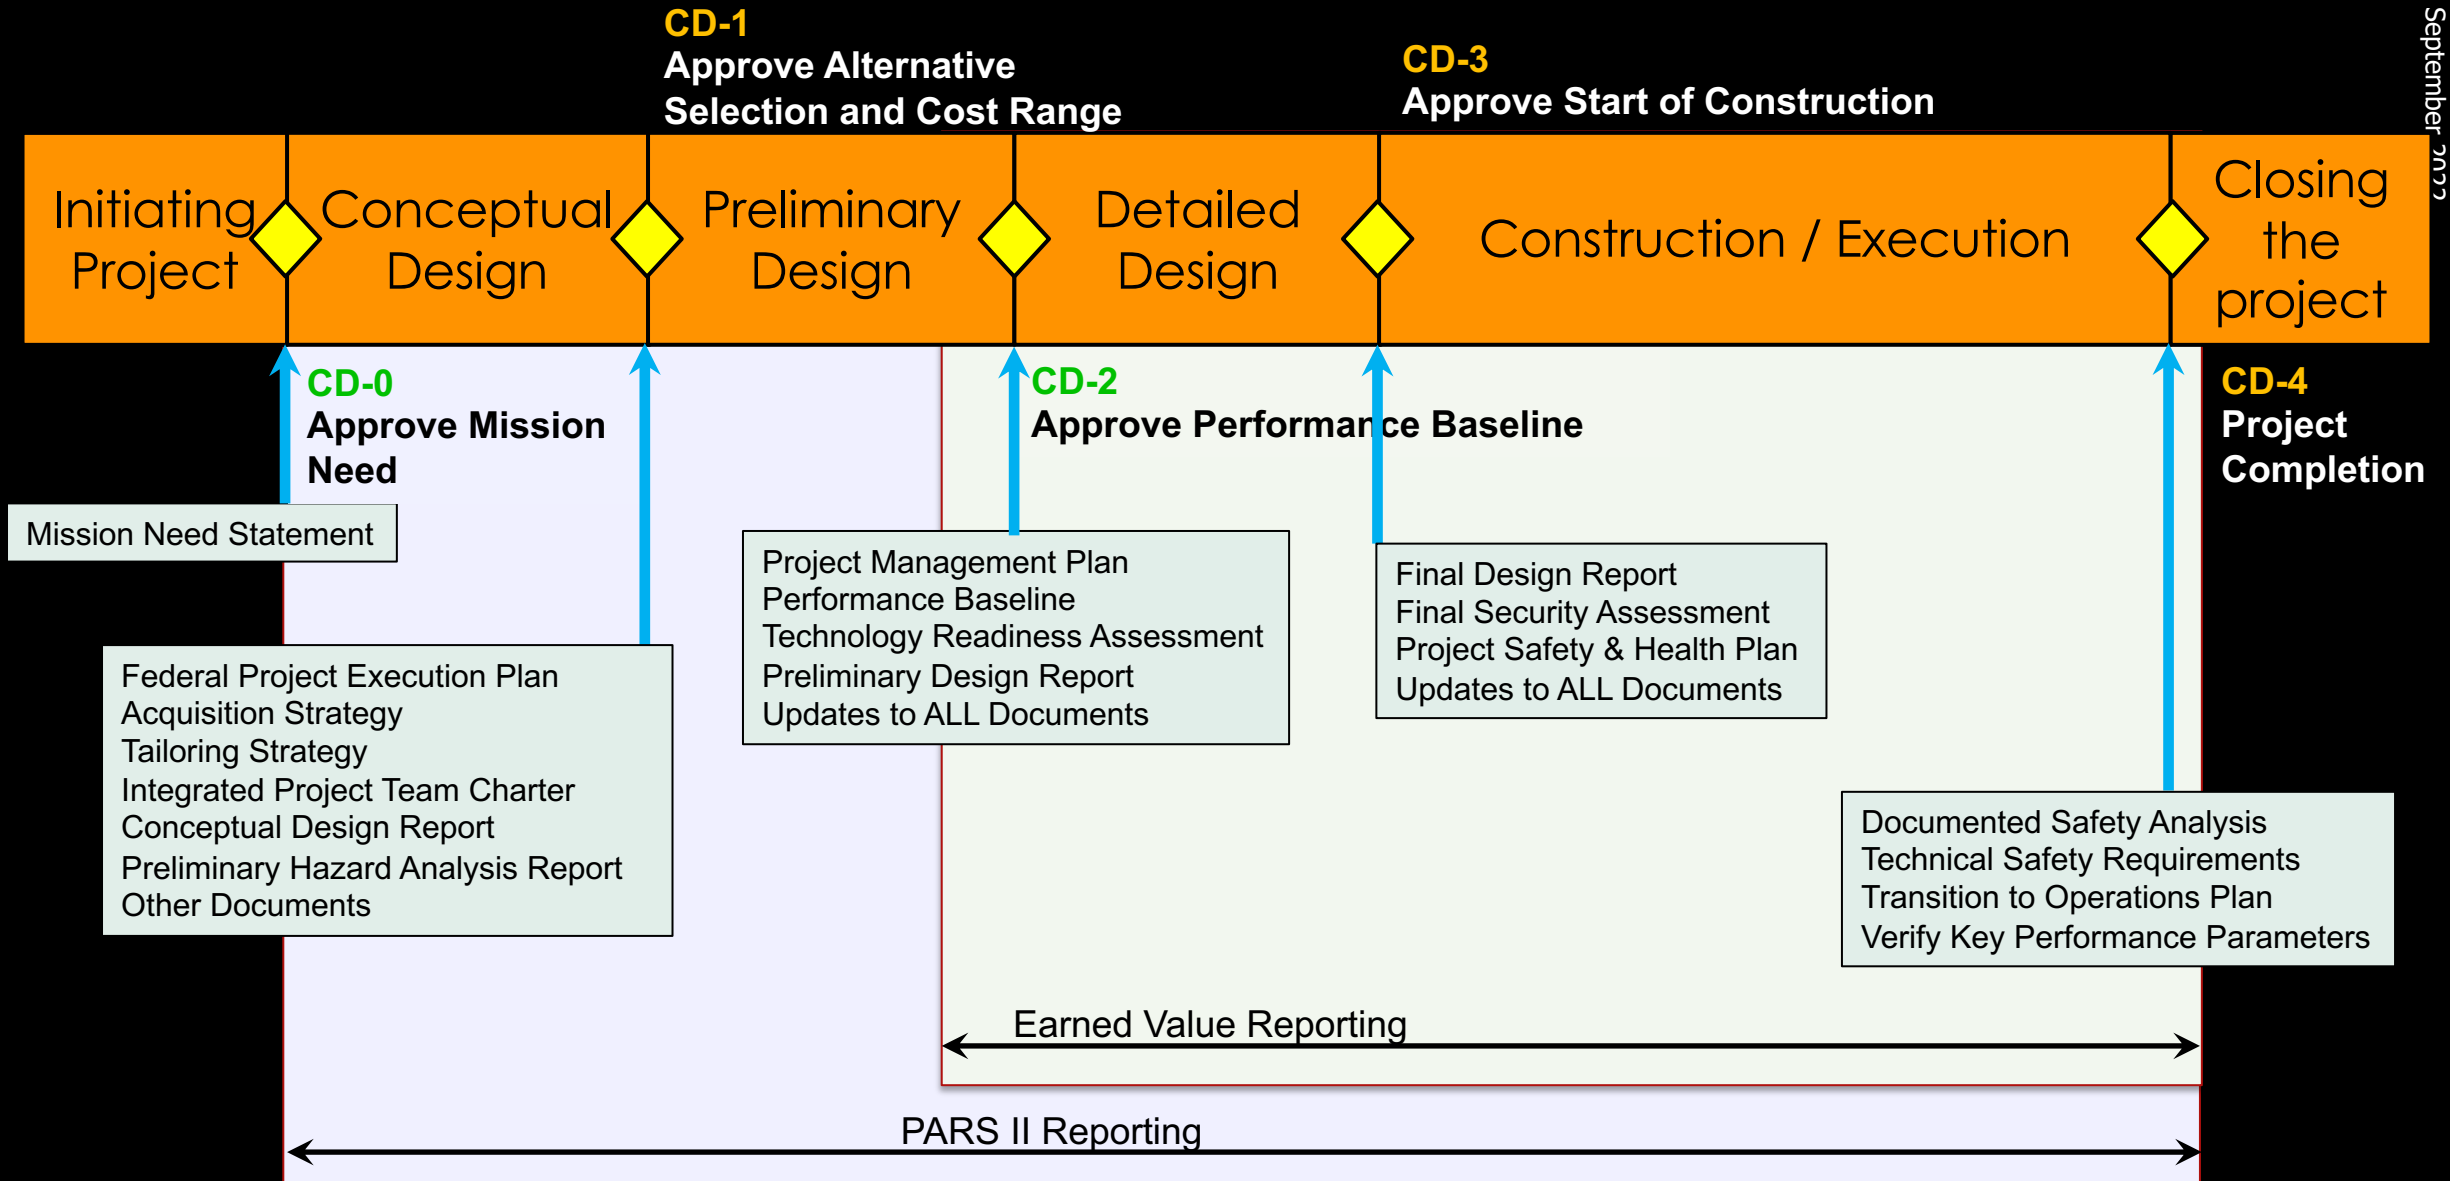 September 2022
CD-1
Approve Alternative
Selection and Cost Range
CD-3
Approve Start of Construction
Initiating
Project
Conceptual
Design
Preliminary
Design
Detailed
Design
Construction / Execution
Closing
the
project
CD-0
Approve Mission
Need
CD-2
Approve Performance Baseline
CD-4
Project
Completion
Mission Need Statement
Federal Project Execution Plan
Acquisition Strategy
Tailoring Strategy
Integrated Project Team Charter
Conceptual Design Report
Preliminary Hazard Analysis Report
Other Documents
Project Management Plan
Performance Baseline
Technology Readiness Assessment
Preliminary Design Report
Updates to ALL Documents
Final Design Report
Final Security Assessment
Project Safety & Health Plan
Updates to ALL Documents
Documented Safety Analysis
Technical Safety Requirements
Transition to Operations Plan
Verify Key Performance Parameters
Earned Value Reporting
PARS II Reporting